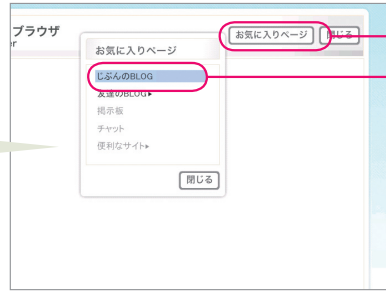 ブラウザ
er
お気に入りページ
閉じる
お気に入りページ
じぶんのBLOG
友達のBLOG▶
掲示板
チャット
便利なサイト▶
閉じる